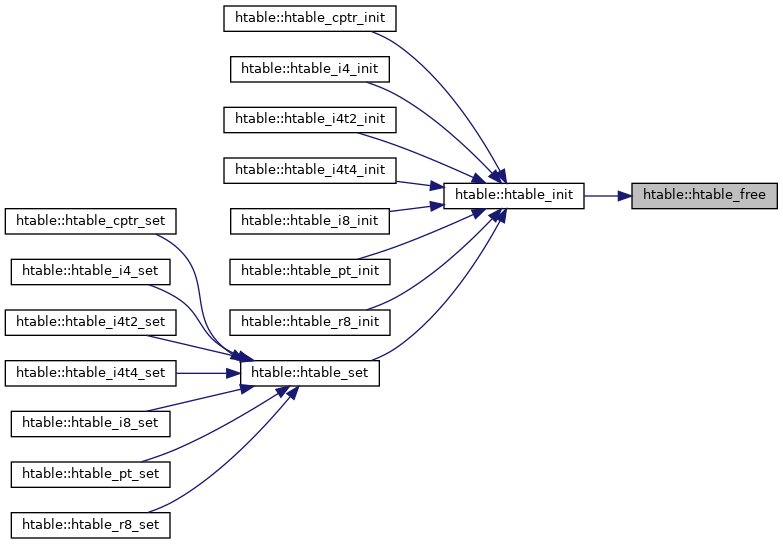 htable::htable_cptr_init
htable::htable_i4_init
htable::htable_i4t2_init
htable::htable_i4t4_init
htable::htable_init
htable::htable_free
htable::htable_cptr_set
htable::htable_i8_init
htable::htable_i4_set
htable::htable_pt_init
htable::htable_i4t2_set
htable::htable_r8_init
htable::htable_i4t4_set
htable::htable_set
htable::htable_i8_set
htable::htable_pt_set
htable::htable_r8_set